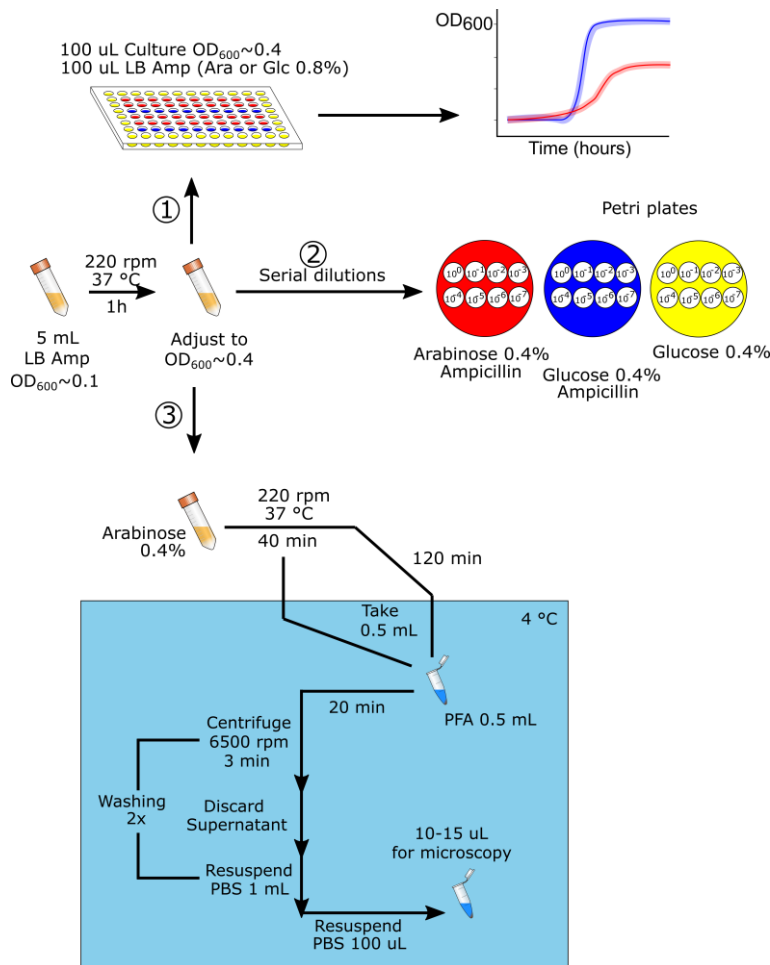 100 uL Culture OD600~0.4
100 uL LB Amp (Ara or Glc 0.8%)
OD600
Time (hours)
①
220 rpm
37 °C
1h
5 mL
LB Amp
OD600~0.1
Adjust to
OD600~0.4
②
Serial dilutions
Petri plates
10^0 10^-1 10^-2 10^-3
10^-4 10^-5 10^-6 10^-7
Arabinose 0.4%
Ampicillin
10^0 10^-1 10^-2 10^-3
10^-4 10^-5 10^-6 10^-7
Glucose 0.4%
Ampicillin
10^0 10^-1 10^-2 10^-3
10^-4 10^-5 10^-6 10^-7
Glucose 0.4%
③
Arabinose
0.4%
220 rpm
37 °C
40 min
120 min
4 °C
Take
0.5 mL
PFA 0.5 mL
20 min
Centrifuge
6500 rpm
3 min
Washing
2x
Discard
Supernatant
Resuspend
PBS 1 mL
10-15 uL
for microscopy
Resuspend
PBS 100 uL